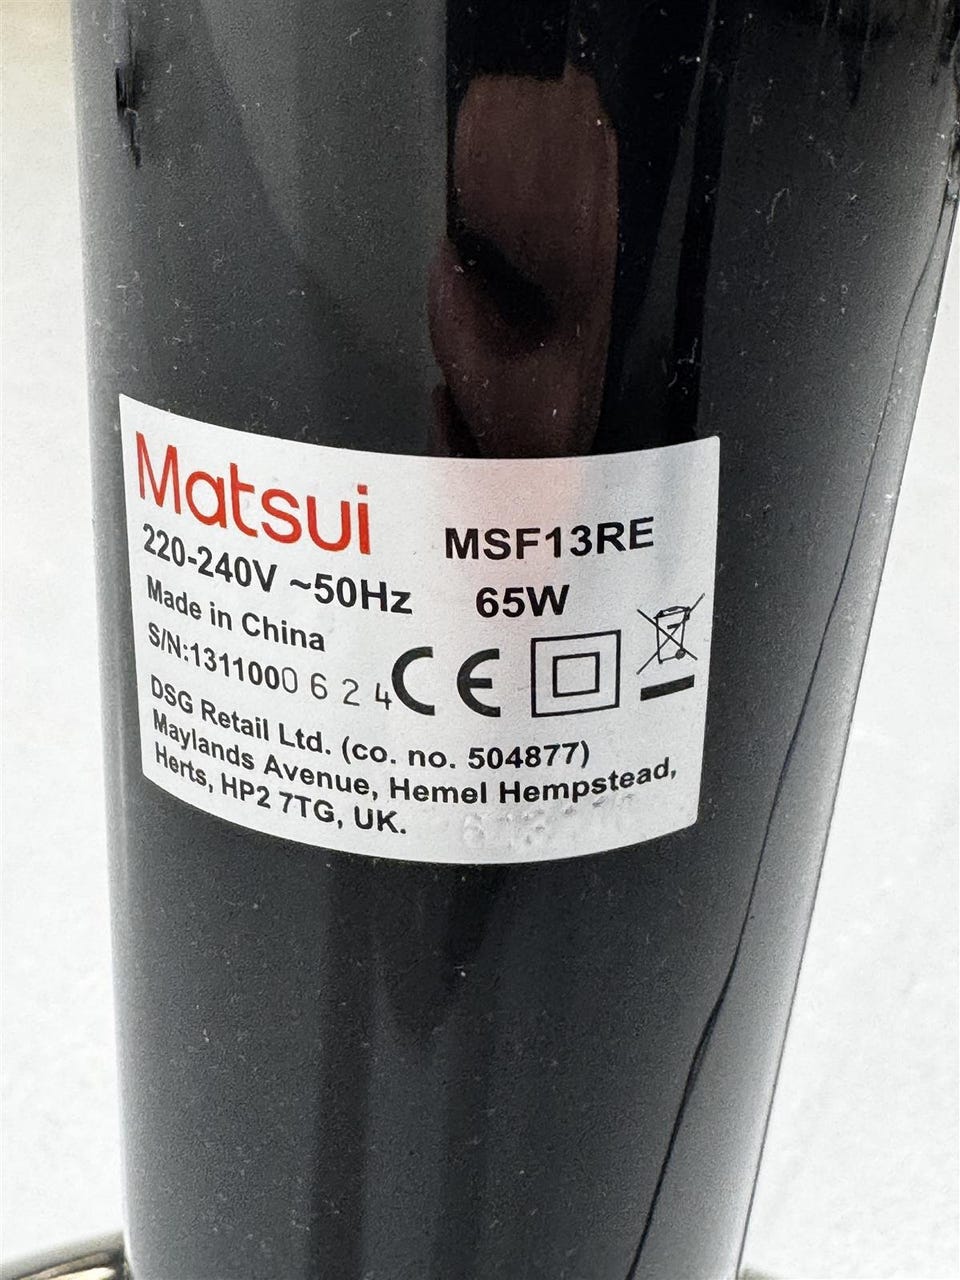 Matsui
MSF13RE
220-240V ~50Hz
65W
Made in China
S/N:1311000 0 6 2 4
CE
DSG Retail Ltd. (co. no. 504877)
Maylands Avenue, Hemel Hempstead,
Herts, HP2 7TG, UK.